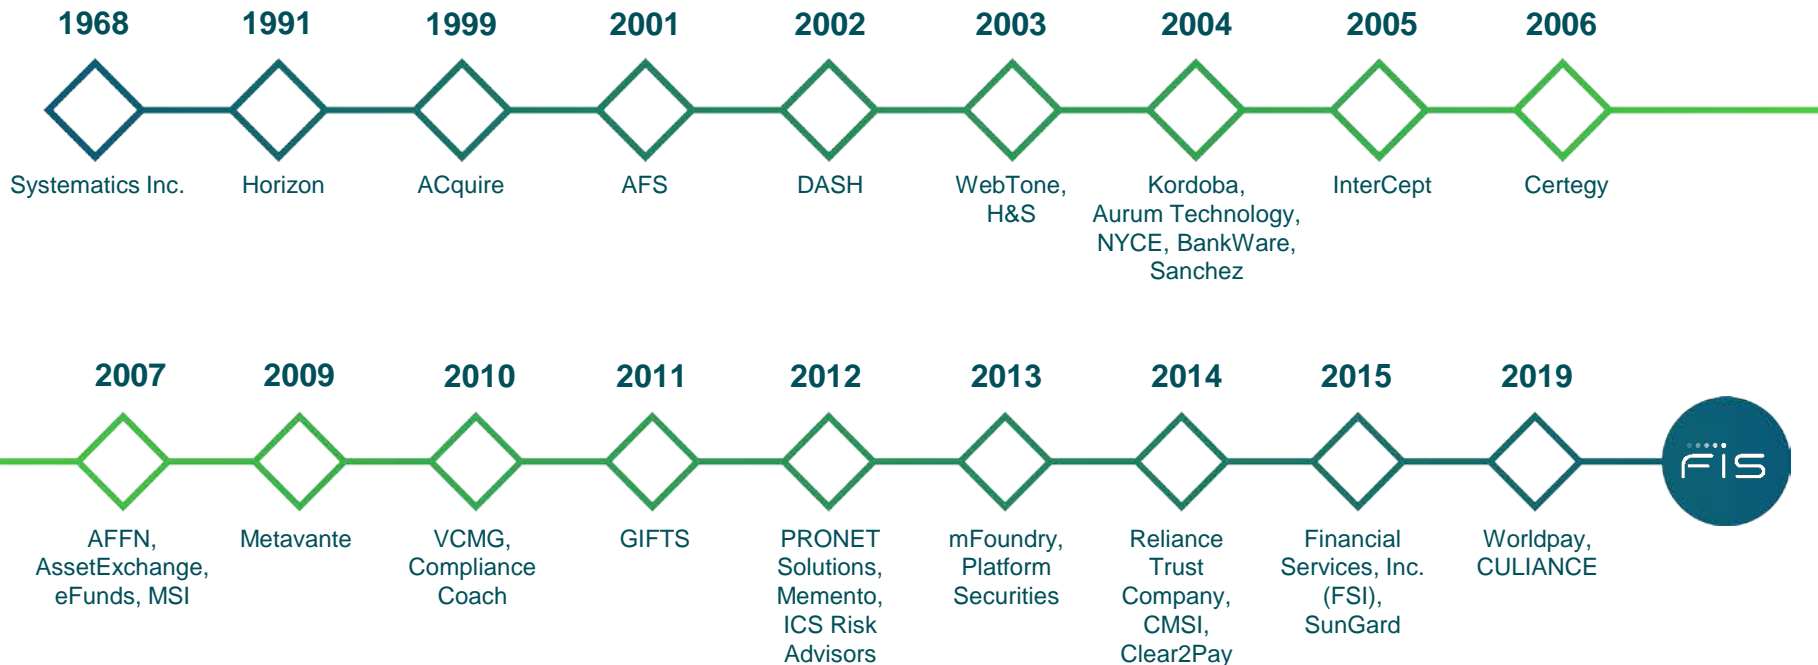 1968 1991 1999 2001 2002 2003 2004 2005 2006
Systematics Inc.
Horizon
ACquire
AFS
DASH
WebTone,
H&S
Kordoba,
Aurum Technology,
NYCE, BankWare,
Sanchez
InterCept
Certegy
2007 2009 2010 2011 2012 2013 2014 2015 2019
AFFN,
AssetExchange,
eFunds, MSI
Metavante
VCMG,
Compliance
Coach
GIFTS
PRONET
Solutions,
Memento,
ICS Risk
Advisors
mFoundry,
Platform
Securities
Reliance
Trust
Company,
CMSI,
Clear2Pay
Financial
Services, Inc.
(FSI),
SunGard
Worldpay,
CULIANCE
FIS